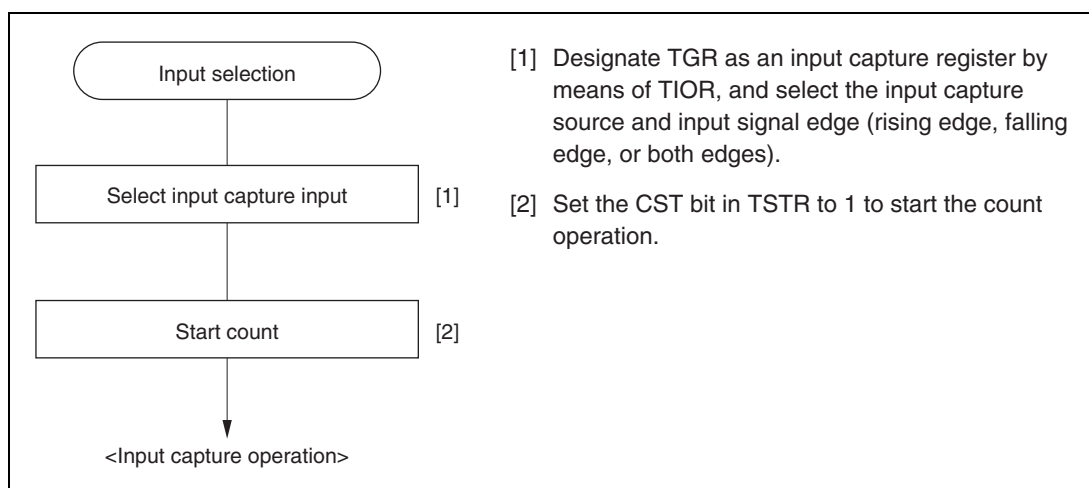 Input selection
Select input capture input
[1]
Start count
[2]
<Input capture operation>
[1] Designate TGR as an input capture register by
means of TIOR, and select the input capture
source and input signal edge (rising edge, falling
edge, or both edges).
[2] Set the CST bit in TSTR to 1 to start the count
operation.